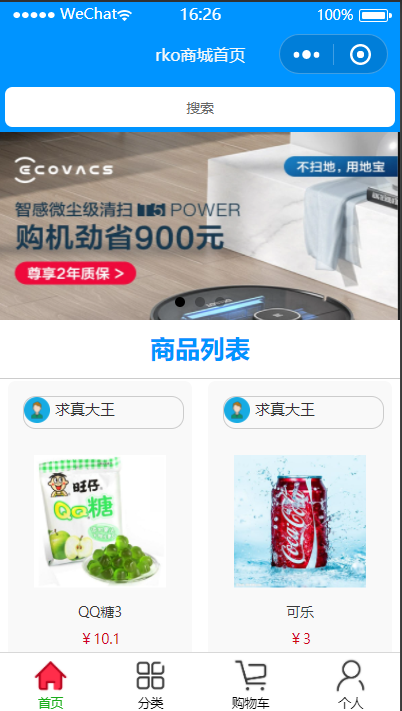 WeChat 16:26 100%
rko商城首页
搜索
ECOVACS
不扫地，用地宝
智感微尘级清扫 T5 POWER
购机劲省900元
尊享2年质保 >
商品列表
求真大王 求真大王
旺仔
QQ糖
Coca-Cola
QQ糖3 可乐
￥10.1 ￥3
首页 分类 购物车 个人